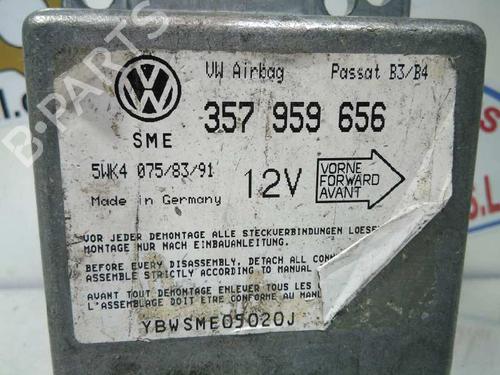 VW Airbag Passat B3/B4
SME 357 959 656
5WK4 075/83/91
Made in Germany
12V
VORNE
FORWARD
AVANT
VOR JEDER DEMONTAGE ALLE STECKVERBINDUNGEN LOESE
MONTAGE NUR NACH EINBAUANLEITUNG.
BEFORE EVERY DISASSEMBLY, DETACH ALL CONN
ASSEMBLE STRICTLY ACCORDING TO MANUAL
AVANT TOUT DEMONTAGE ENLEVER TOUS LES
L'ASSEMBLAGE DOIT ETRE CONFORME AU MAN
YBWSME05020J
B-PARTS